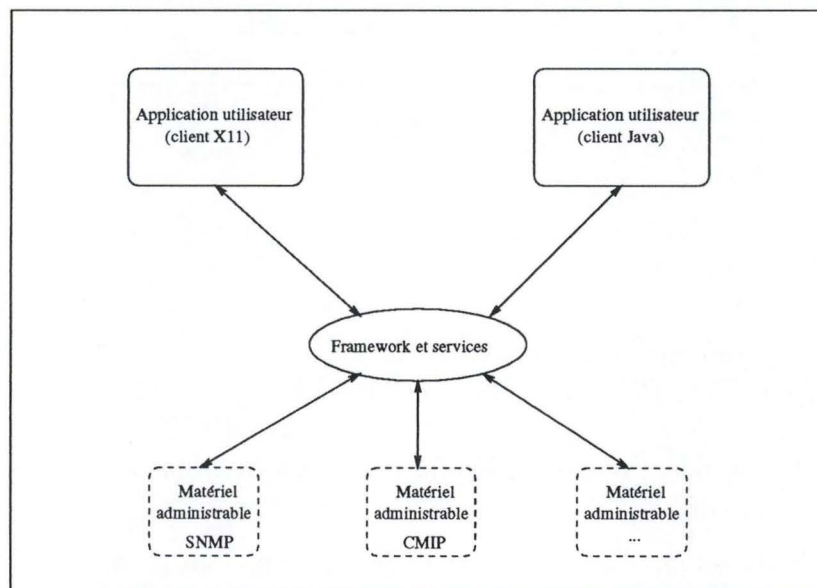 Application utilisateur
(client X11)
Application utilisateur
(client Java)
Framework et services
Matériel
administrable
SNMP
Matériel
administrable
CMIP
Matériel
administrable
...